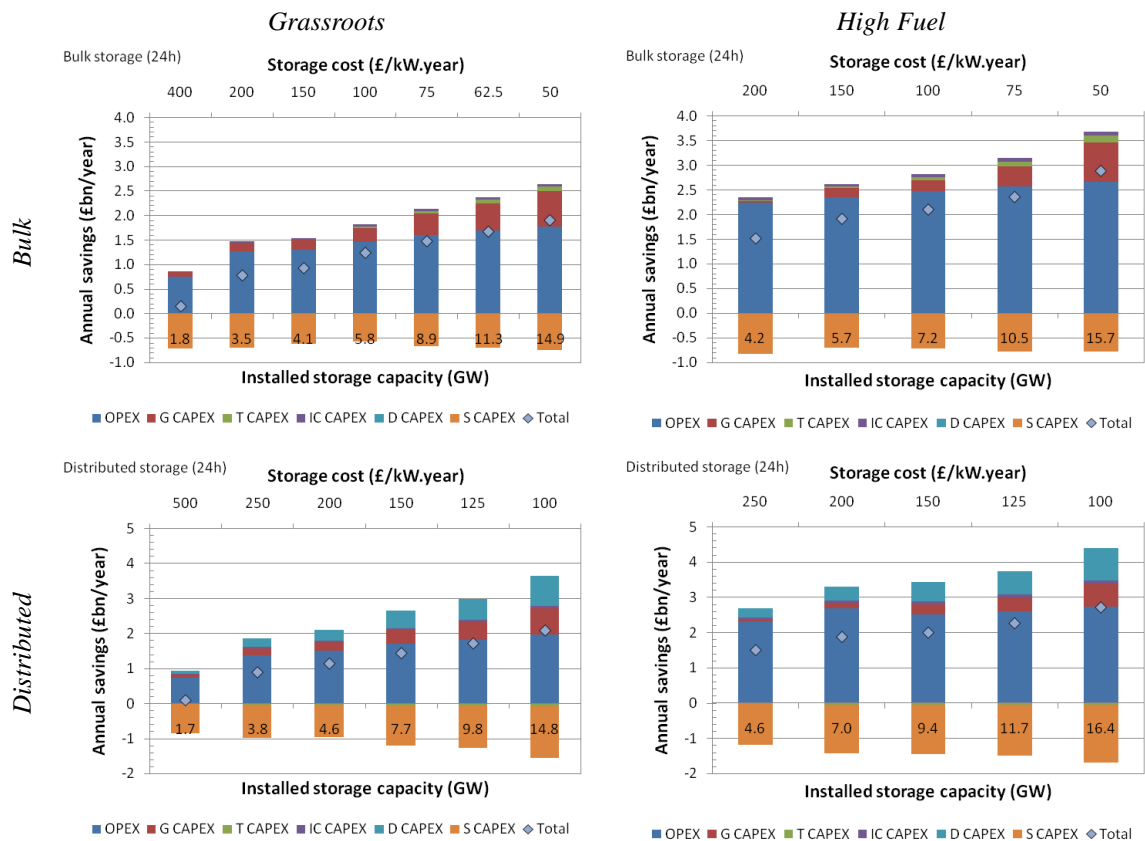 Grassroots
High Fuel
Bulk
Bulk storage (24h)
Storage cost (£/kW.year)
400 200 150 100 75 62.5 50
Annual savings (£bn/year)
4.0
3.5
3.0
2.5
2.0
1.5
1.0
0.5
0.0
-0.5
-1.0
1.8 3.5 4.1 5.8 8.9 11.3 14.9
Installed storage capacity (GW)
OPEX G CAPEX T CAPEX IC CAPEX D CAPEX S CAPEX Total
Bulk storage (24h)
Storage cost (£/kW.year)
200 150 100 75 50
Annual savings (£bn/year)
4.0
3.5
3.0
2.5
2.0
1.5
1.0
0.5
0.0
-0.5
-1.0
4.2 5.7 7.2 10.5 15.7
Installed storage capacity (GW)
OPEX G CAPEX T CAPEX IC CAPEX D CAPEX S CAPEX Total
Distributed
Distributed storage (24h)
Storage cost (£/kW.year)
500 250 200 150 125 100
Annual savings (£bn/year)
5
4
3
2
1
0
-1
-2
1.7 3.8 4.6 7.7 9.8 14.8
Installed storage capacity (GW)
OPEX G CAPEX T CAPEX IC CAPEX D CAPEX S CAPEX Total
Distributed storage (24h)
Storage cost (£/kW.year)
250 200 150 125 100
Annual savings (£bn/year)
5
4
3
2
1
0
-1
-2
4.6 7.0 9.4 11.7 16.4
Installed storage capacity (GW)
OPEX G CAPEX T CAPEX IC CAPEX D CAPEX S CAPEX Total